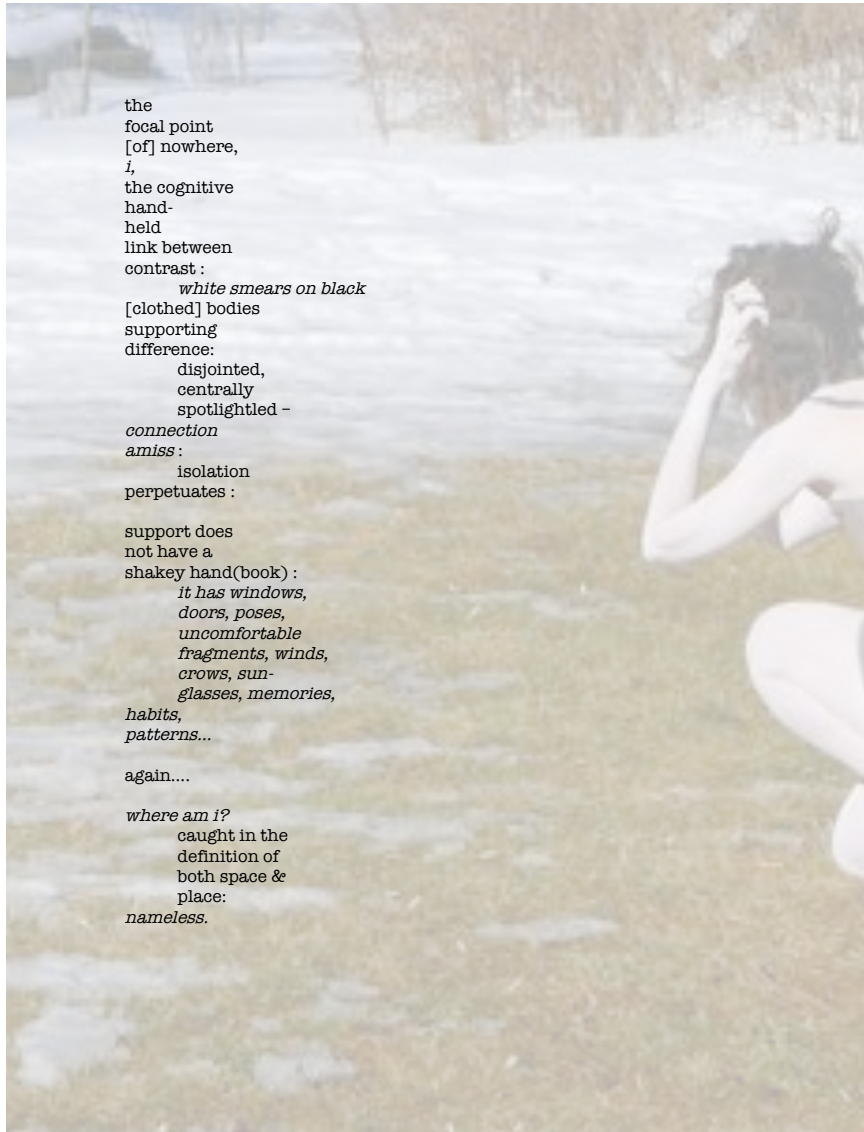 the
focal point
[of] nowhere,
i,
the cognitive
hand-
held
link between
contrast :
white smears on black
[clothed] bodies
supporting
difference:
disjointed,
centrally
spotlightled –
connection
amiss :
isolation
perpetuates :
support does
not have a
shakey hand(book) :
it has windows,
doors, poses,
uncomfortable
fragments, winds,
crows, sun-
glasses, memories,
habits,
patterns...
again....
where am i?
caught in the
definition of
both space &
place:
nameless.